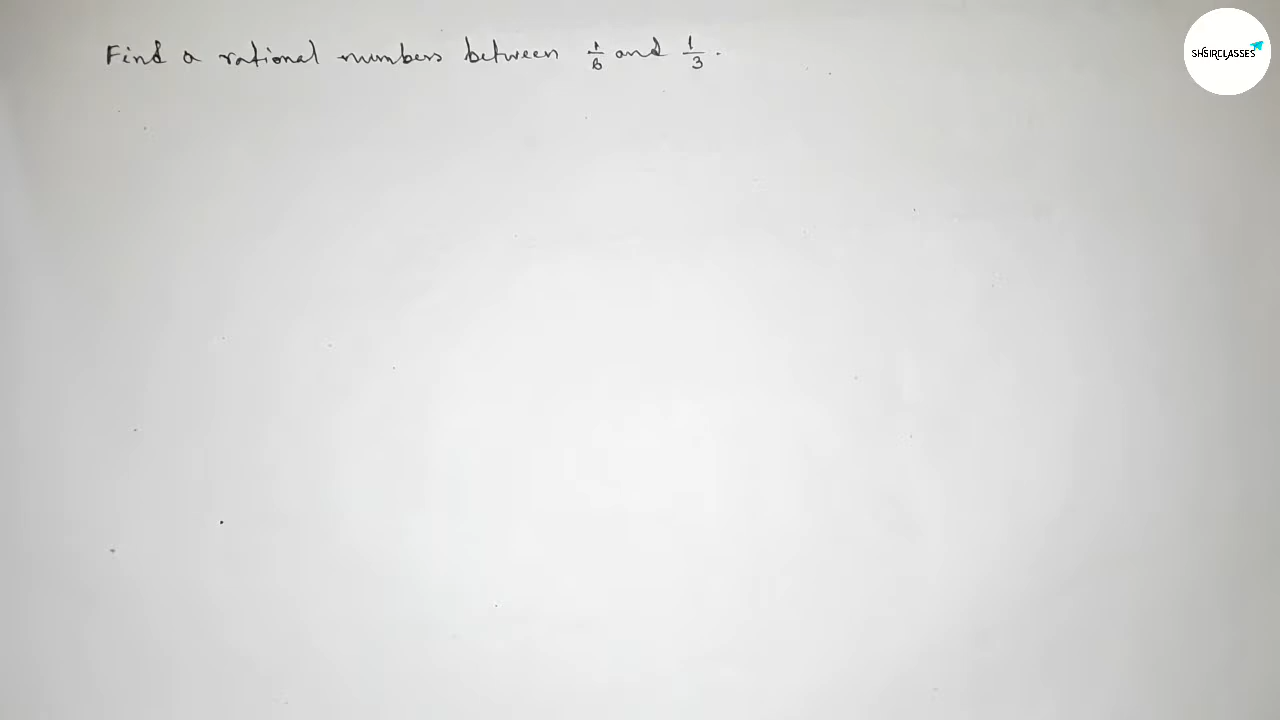 Find a rational numbers between 1/6 and 1/3.
SHSIRCLASSES